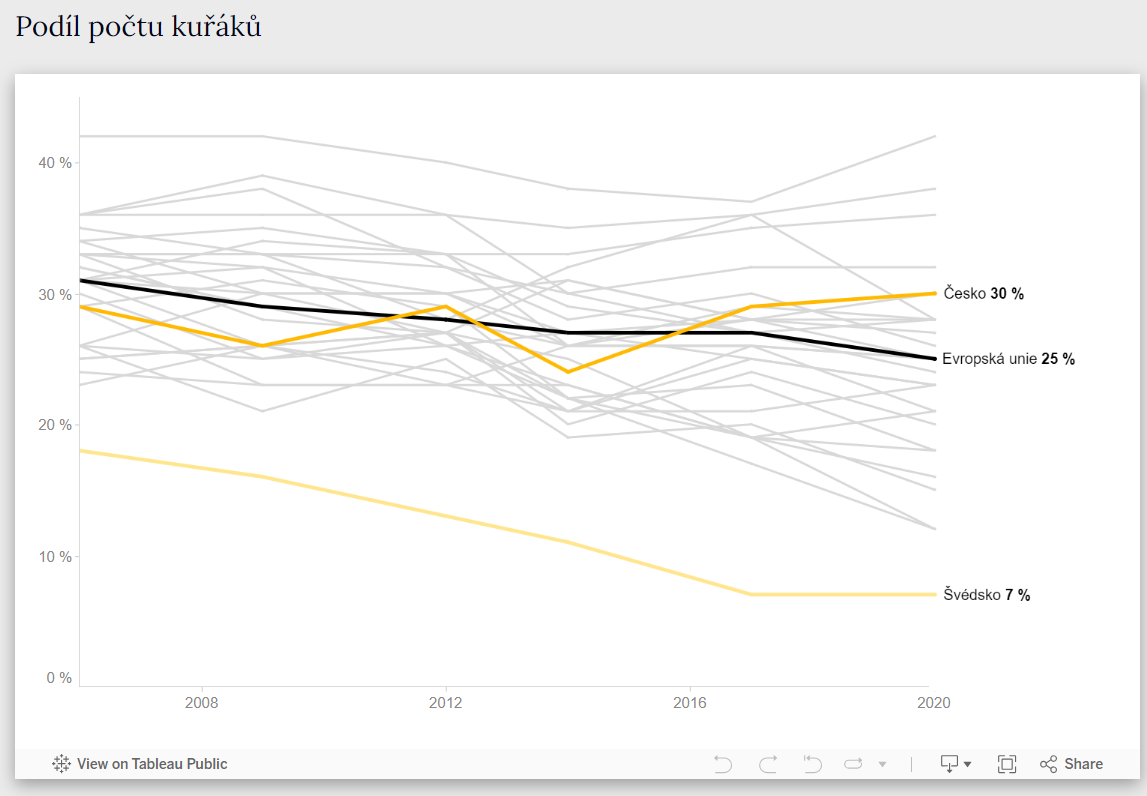 Podíl počtu kuřáků
40 %
30 %
20 %
10 %
0 %
Česko 30 %
Evropská unie 25 %
Švédsko 7 %
2008 2012 2016 2020
View on Tableau Public Share